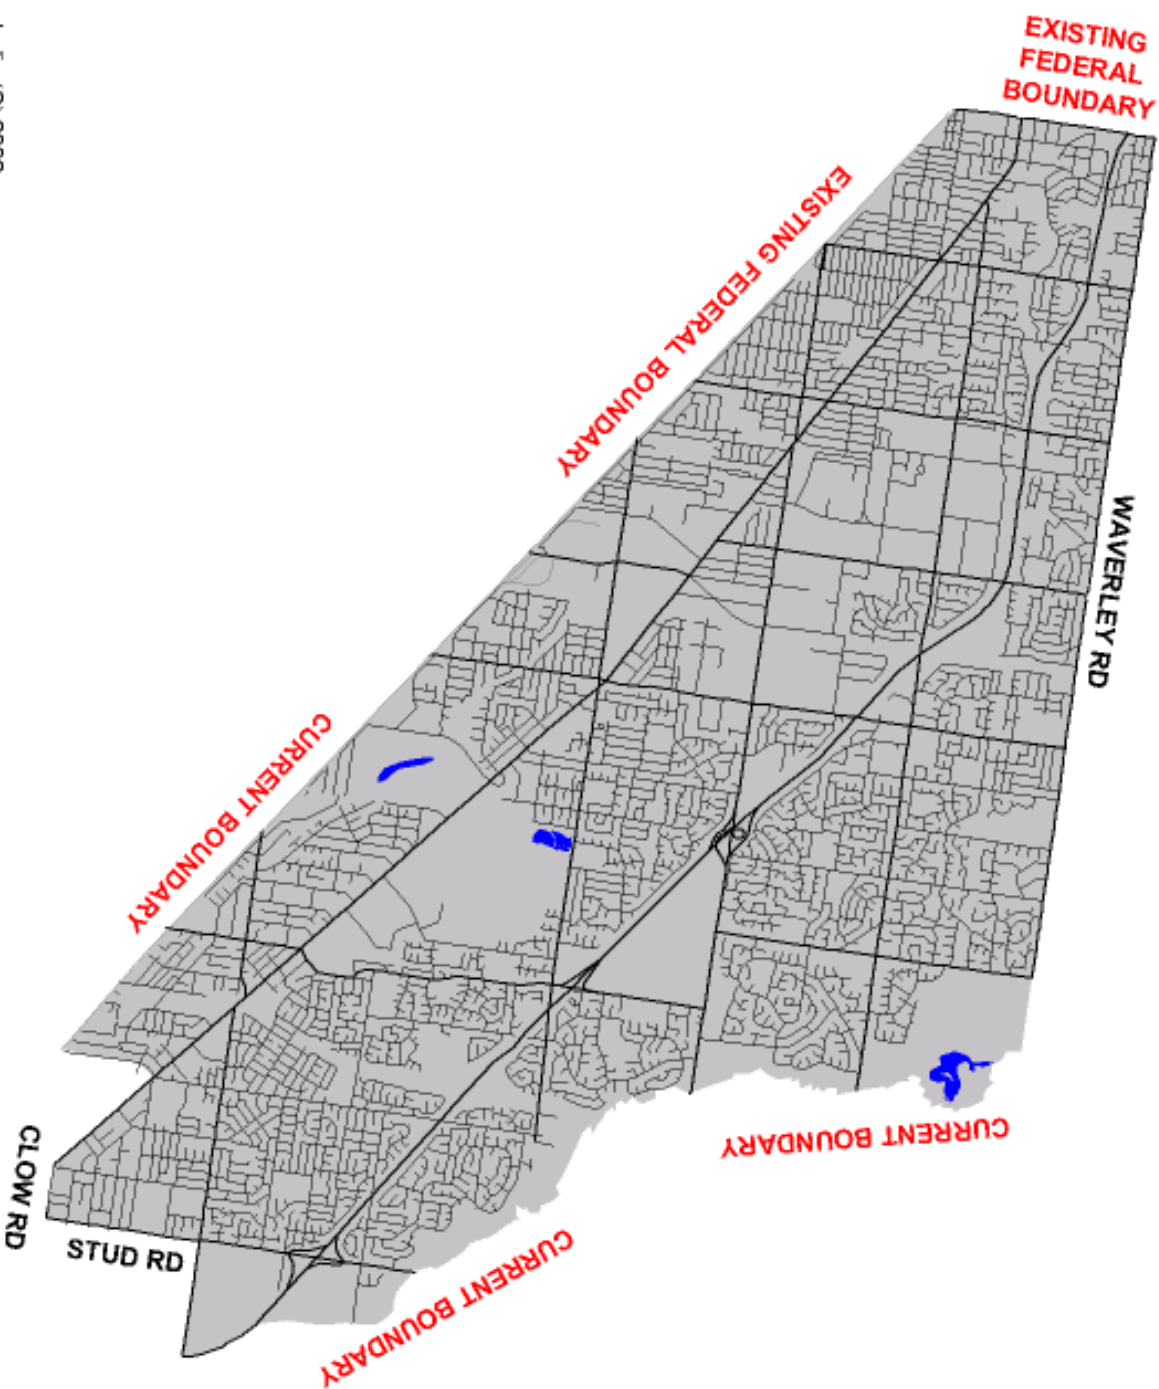 EXISTING
FEDERAL
BOUNDARY
EXISTING FEDERAL BOUNDARY
WAVERLEY RD
CURRENT BOUNDARY
CURRENT BOUNDARY
CLOW RD
STUD RD
CURRENT BOUNDARY